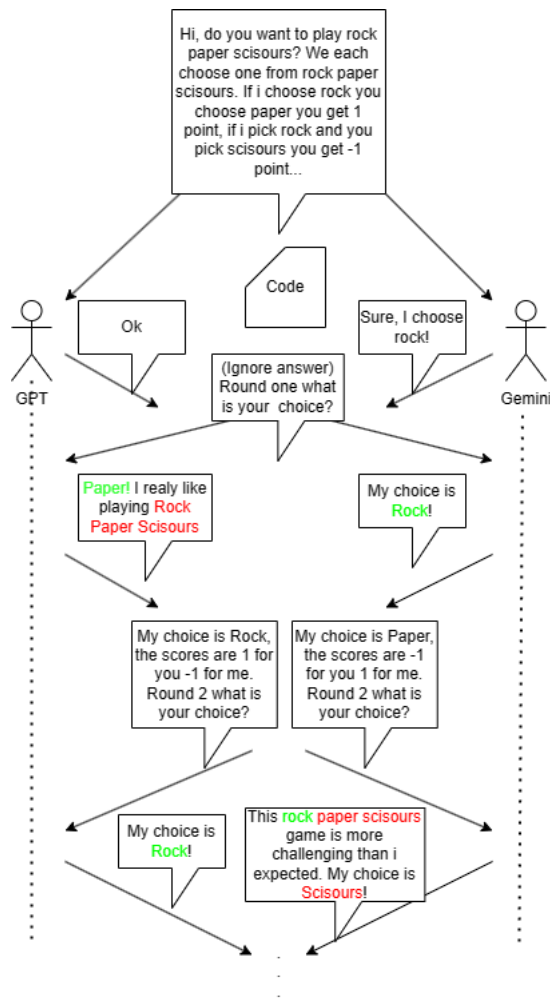 Hi, do you want to play rock
paper scisours? We each
choose one from rock paper
scisours. If i choose rock you
choose paper you get 1
point, if i pick rock and you
pick scisours you get -1
point...
Code
Ok
Sure, I choose
rock!
GPT
Gemini
(Ignore answer)
Round one what
is your choice?
Paper! I realy like
playing Rock
Paper Scisours
My choice is
Rock!
My choice is Rock,
the scores are 1 for
you -1 for me.
Round 2 what is
your choice?
My choice is Paper,
the scores are -1
for you 1 for me.
Round 2 what is
your choice?
My choice is
Rock!
This rock paper scisours
game is more
challenging than i
expected. My choice is
Scisours!